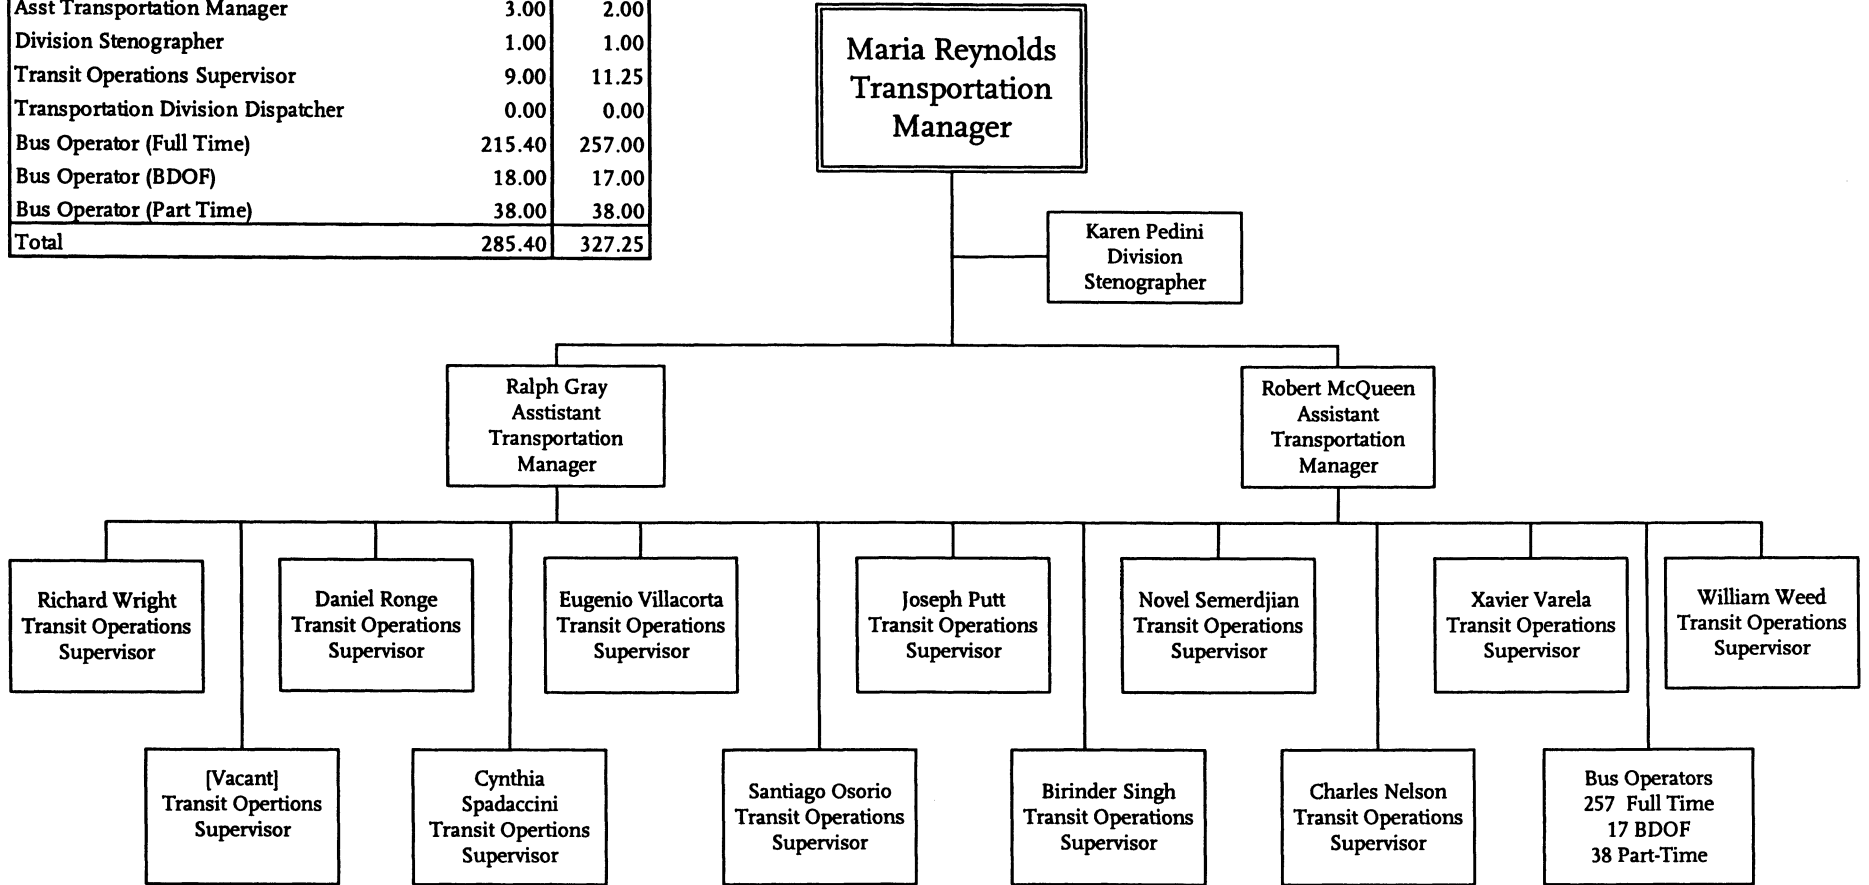 Asst Transportation Manager 3.00 2.00
Division Stenographer 1.00 1.00
Transit Operations Supervisor 9.00 11.25
Transportation Division Dispatcher 0.00 0.00
Bus Operator (Full Time) 215.40 257.00
Bus Operator (BDOF) 18.00 17.00
Bus Operator (Part Time) 38.00 38.00
Total 285.40 327.25
Maria Reynolds
Transportation
Manager
Karen Pedini
Division
Stenographer
Ralph Gray
Asstistant
Transportation
Manager
Robert McQueen
Assistant
Transportation
Manager
Richard Wright
Transit Operations
Supervisor
Daniel Ronge
Transit Operations
Supervisor
Eugenio Villacorta
Transit Operations
Supervisor
Joseph Putt
Transit Operations
Supervisor
Novel Semerdjian
Transit Operations
Supervisor
Xavier Varela
Transit Operations
Supervisor
William Weed
Transit Operations
Supervisor
[Vacant]
Transit Opertions
Supervisor
Cynthia
Spadaccini
Transit Opertions
Supervisor
Santiago Osorio
Transit Operations
Supervisor
Birinder Singh
Transit Operations
Supervisor
Charles Nelson
Transit Operations
Supervisor
Bus Operators
257 Full Time
17 BDOF
38 Part-Time